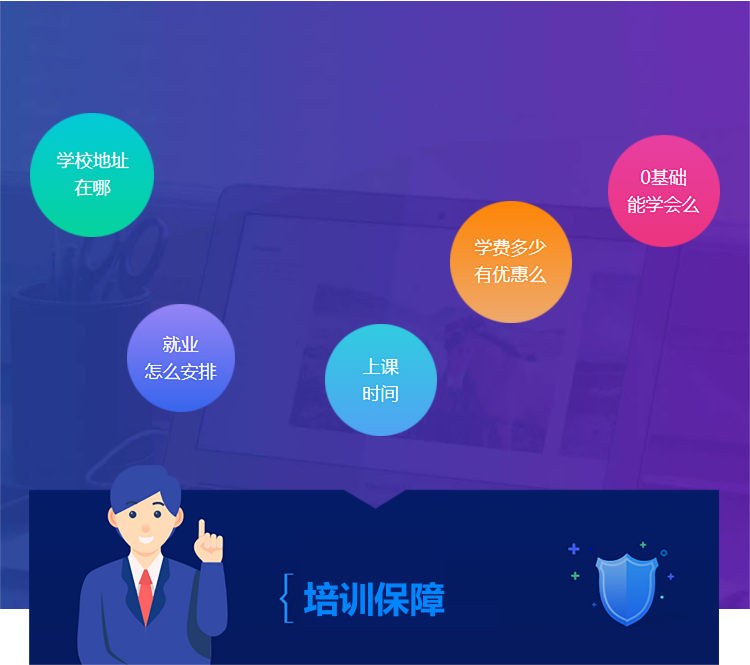 学校地址
在哪
0基础
能学会么
学费多少
有优惠么
就业
怎么安排
上课
时间
培训保障